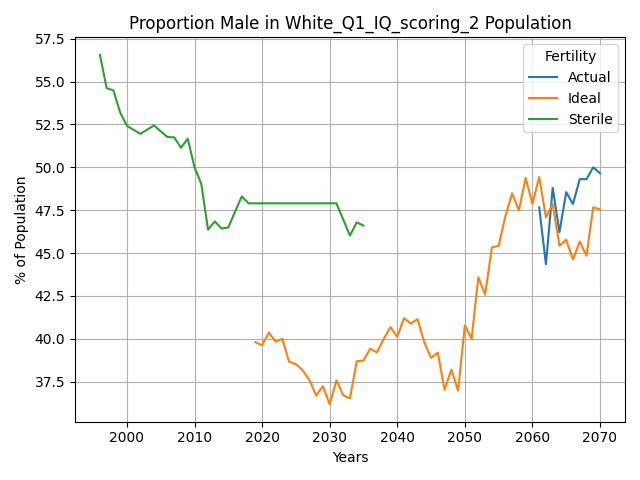 Proportion Male in White_Q1_IQ_scoring_2 Population
57.5
55.0
52.5
50.0
47.5
45.0
42.5
40.0
37.5
% of Population
Fertility
Actual
Ideal
Sterile
2000 2010 2020 2030 2040 2050 2060 2070
Years